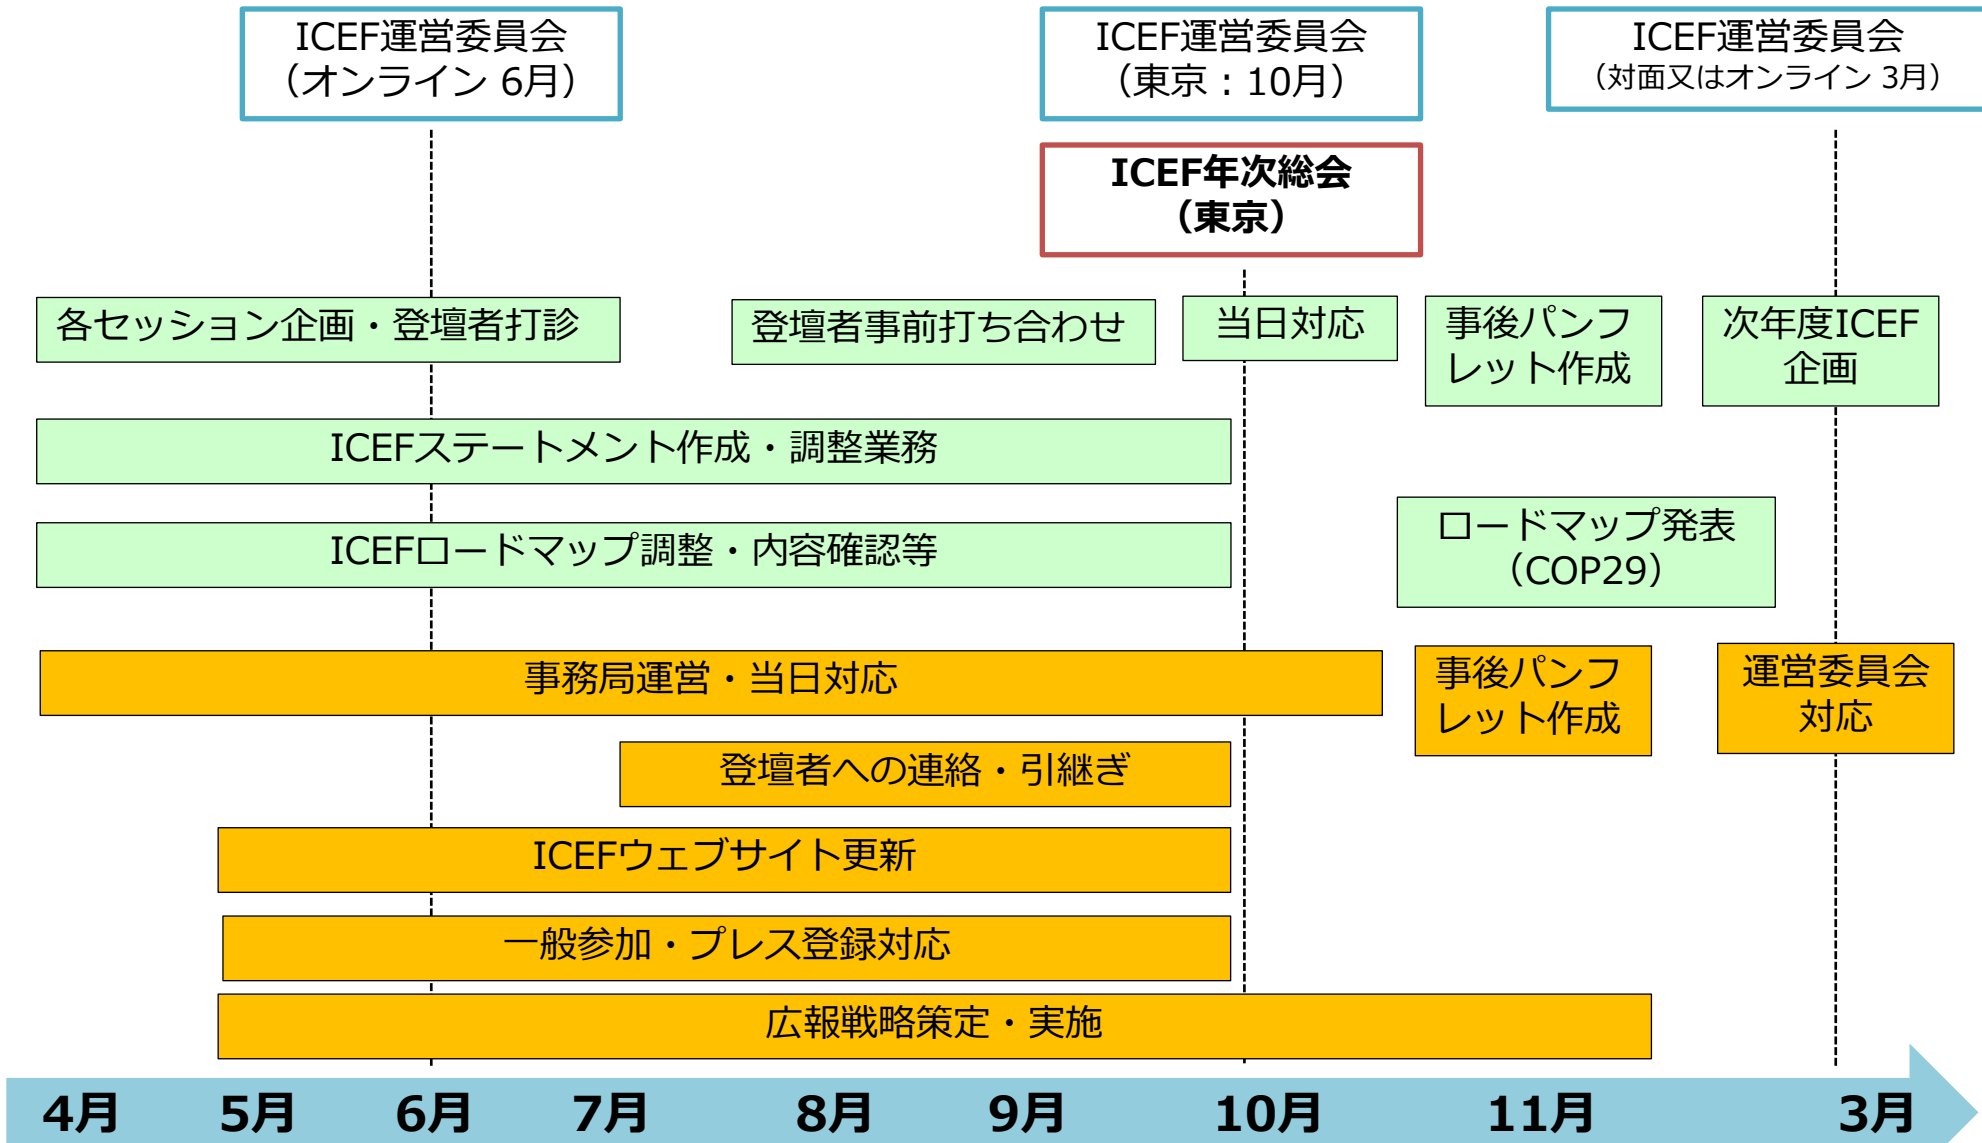 ICEF運営委員会
（オンライン 6月）
ICEF運営委員会
（東京：10月）
ICEF運営委員会
（対面又はオンライン 3月）
ICEF年次総会
（東京）
各セッション企画・登壇者打診
登壇者事前打ち合わせ
当日対応
事後パンフ
レット作成
次年度ICEF
企画
ICEFステートメント作成・調整業務
ICEFロードマップ調整・内容確認等
ロードマップ発表
（COP29）
事務局運営・当日対応
事後パンフ
レット作成
運営委員会
対応
登壇者への連絡・引継ぎ
ICEFウェブサイト更新
一般参加・プレス登録対応
広報戦略策定・実施
4月 5月 6月 7月 8月 9月 10月 11月 3月